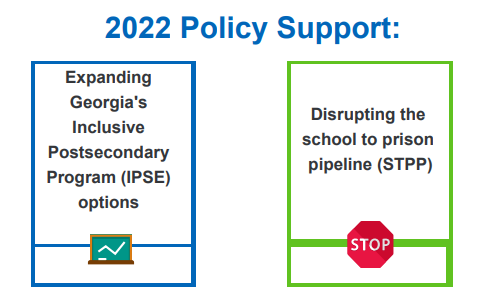 2022 Policy Support:
Expanding
Georgia's
Inclusive
Postsecondary
Program (IPSE)
options
Disrupting the
school to prison
pipeline (STPP)
STOP